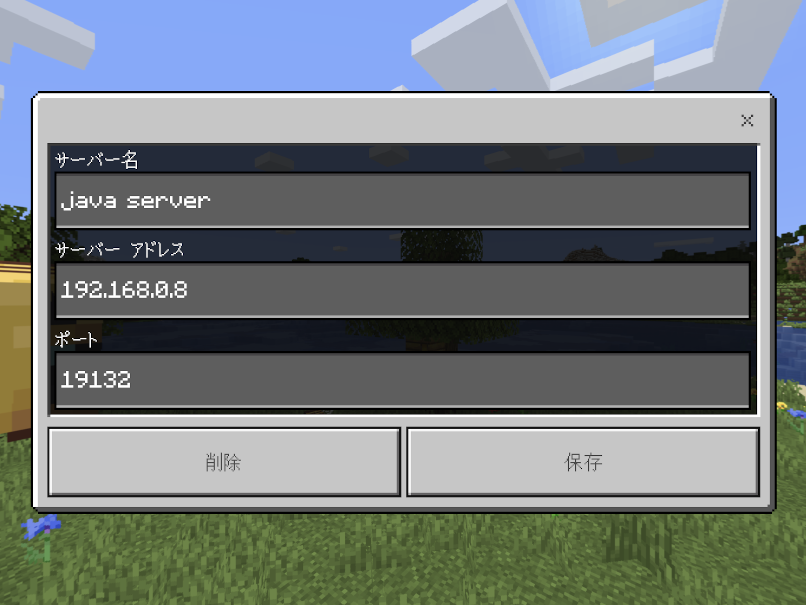 サーバー名
java server
サーバー アドレス
192.168.0.8
ポート
19132
削除
保存